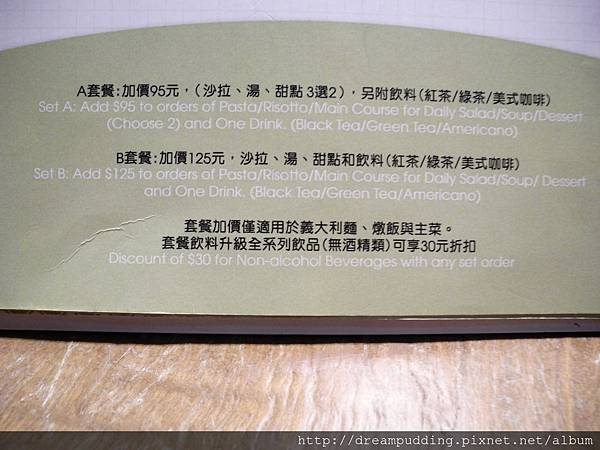 A套餐:加價95元，(沙拉、湯、甜點 3選2)，另附飲料(紅茶/綠茶/美式咖啡)
Set A: Add $95 to orders of Pasta/Risotto/Main Course for Daily Salad/Soup/Dessert
(Choose 2) and One Drink. (Black Tea/Green Tea/Americano)
B套餐:加價125元，沙拉、湯、甜點和飲料(紅茶/綠茶/美式咖啡)
Set B: Add $125 to orders of Pasta/Risotto/Main Course for Daily Salad/Soup/ Dessert
and One Drink. (Black Tea/Green Tea/Americano)
套餐加價僅適用於義大利麵、燉飯與主菜。
套餐飲料升級全系列飲品(無酒精類)可享30元折扣
Discount of $30 for Non-alcohol Beverages with any set order
http://dreampudding.pixnet.net/album